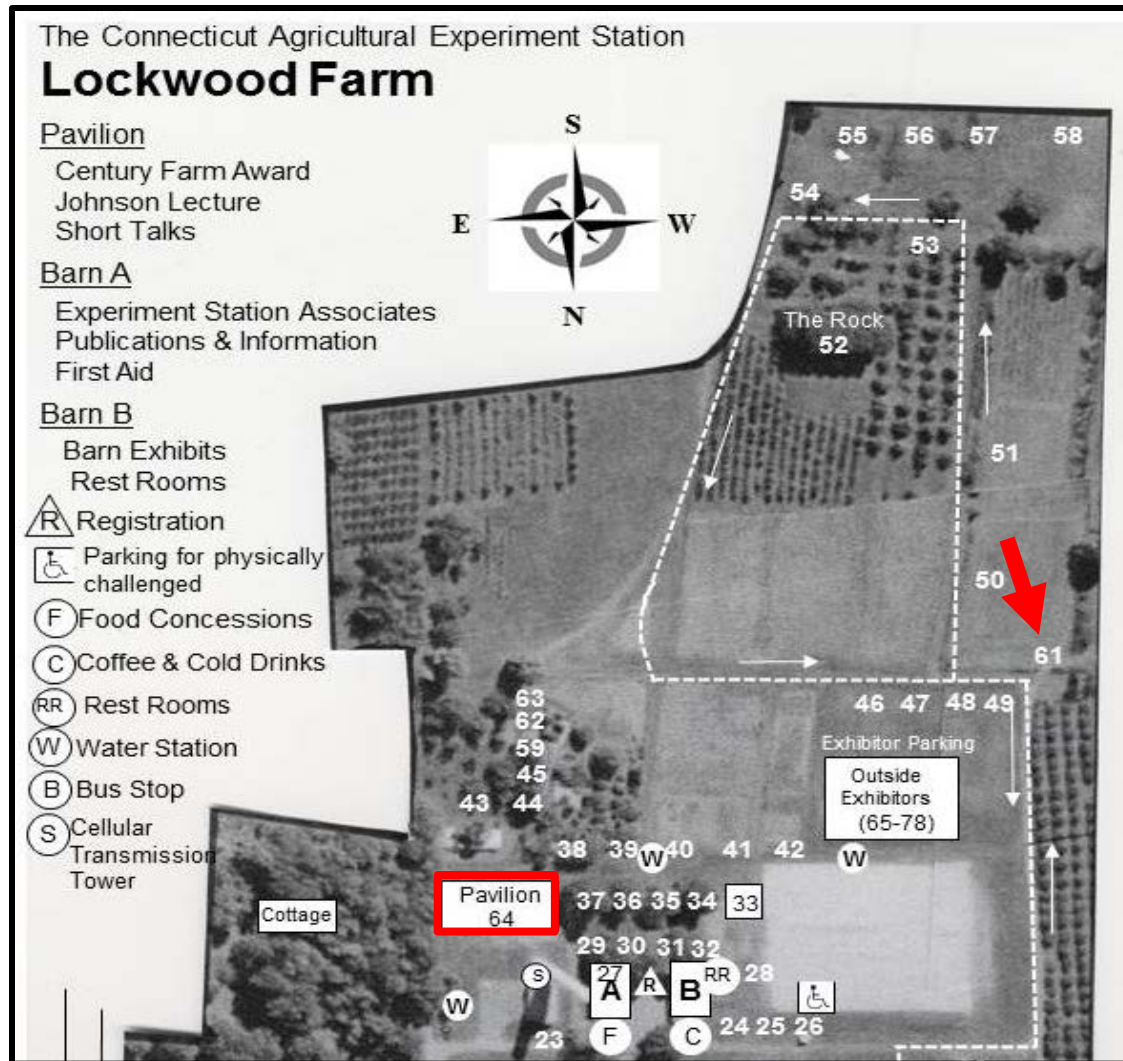 The Connecticut Agricultural Experiment Station
Lockwood Farm
Pavilion
Century Farm Award
Johnson Lecture
Short Talks
Barn A
Experiment Station Associates
Publications & Information
First Aid
Barn B
Barn Exhibits
Rest Rooms
R Registration
Parking for physically
challenged
F Food Concessions
C Coffee & Cold Drinks
RR Rest Rooms
W Water Station
B Bus Stop
S Cellular
Transmission
Tower
S
E W
N
55 56 57 58
54
53
The Rock
52
51
50
61
46 47 48 49
63
62
59
45
43 44
Exhibitor Parking
Outside
Exhibitors
(65-78)
38 39 W 40 41 42 W
Pavilion
64
37 36 35 34 33
Cottage
29 30 31 32
S 27 A R B RR 28
W
23 F C 24 25 26